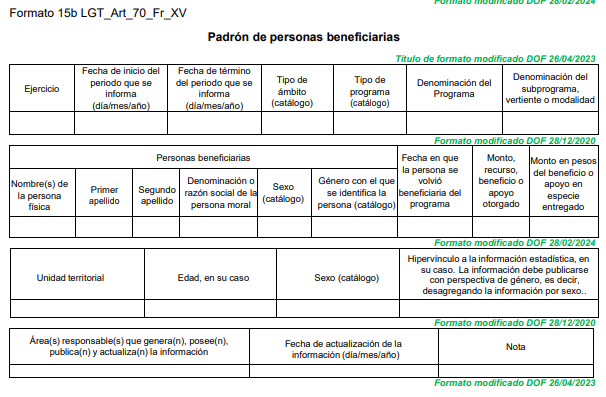 Formato modificado DOF 28/02/2024
Formato 15b LGT_Art_70_Fr_XV
Padrón de personas beneficiarias
Título de formato modificado DOF 26/04/2023
Ejercicio
Fecha de inicio del
periodo que se
informa
(día/mes/año)
Fecha de término
del periodo que se
informa
(día/mes/año)
Tipo de
ámbito
(catálogo)
Tipo de
programa
(catálogo)
Denominación del
Programa
Denominación del
subprograma,
vertiente o modalidad
Formato modificado DOF 28/12/2020
Personas beneficiarias
Nombre(s) de
la persona
física
Primer
apellido
Segundo
apellido
Denominación o
razón social de la
persona moral
Sexo
(catálogo)
Género con el que
se identifica la
persona (catálogo)
Fecha en que
la persona se
volvió
beneficiaria del
programa
Monto,
recurso,
beneficio o
apoyo
otorgado
Monto en pesos
del beneficio o
apoyo en
especie
entregado
Formato modificado DOF 28/02/2024
Unidad territorial
Edad, en su caso
Sexo (catálogo)
Hipervínculo a la información estadística, en
su caso. La información debe publicarse
con perspectiva de género, es decir,
desagregando la información por sexo..
Formato modificado DOF 28/12/2020
Área(s) responsable(s) que genera(n), posee(n),
publica(n) y actualiza(n) la información
Fecha de actualización de la
información (día/mes/año)
Nota
Formato modificado DOF 26/04/2023